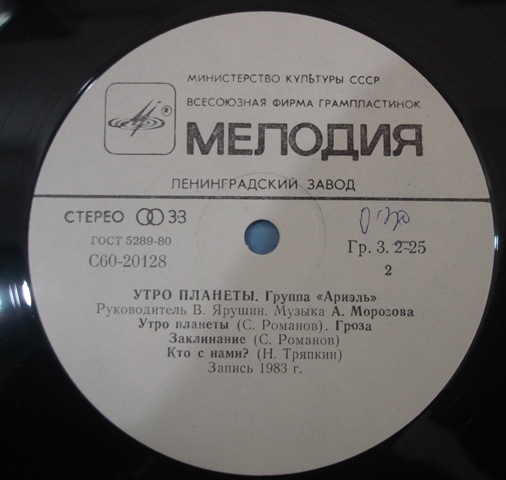 МИНИСТЕРСТВО КУЛЬТУРЫ СССР
ВСЕСОЮЗНАЯ ФИРМА ГРАМПЛАСТИНОК
МЕЛОДИЯ
ЛЕНИНГРАДСКИЙ ЗАВОД
СТЕРЕО 33
ГОСТ 5289-80
С60-20128
Гр. 3. 2-25
2
УТРО ПЛАНЕТЫ. Группа «Ариэль»
Руководитель В. Ярушин. Музыка А. Морозова
Утро планеты (С. Романов). Гроза
Заклинание (С. Романов)
Кто с нами? (Н. Тряпкин)
Запись 1983 г.